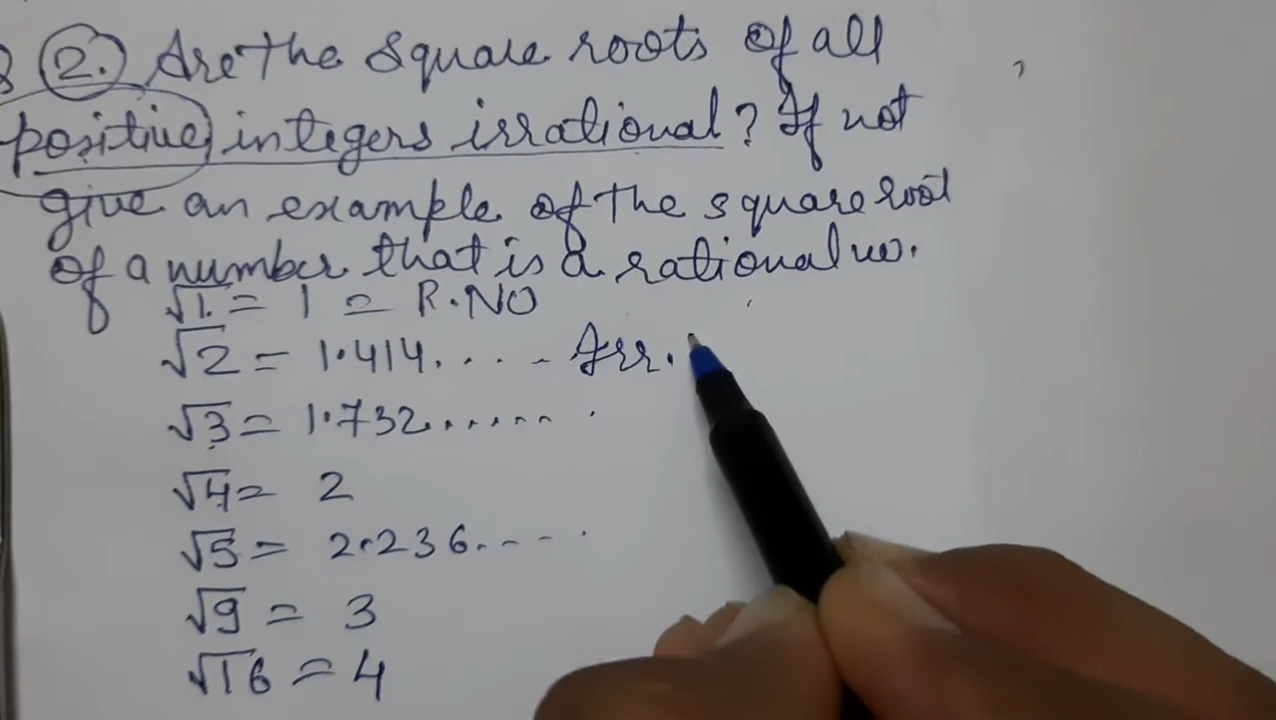 2. Are the square roots of all
positive integers irrational? If not
give an example of the square root
of a number that is a rational no.
√1 = 1 = R.NO
√2 = 1.414..... Irr.
√3 = 1.732......
√4 = 2
√5 = 2.236.....
√9 = 3
√16 = 4